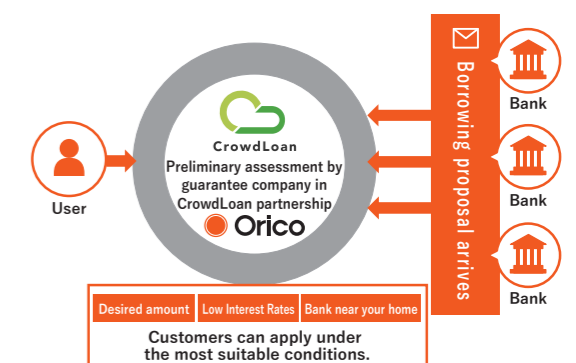 User
CrowdLoan
Preliminary assessment by
guarantee company in
CrowdLoan partnership
Orico
Borrowing proposal arrives
Bank
Bank
Bank
Desired amount
Low Interest Rates
Bank near your home
Customers can apply under
the most suitable conditions.